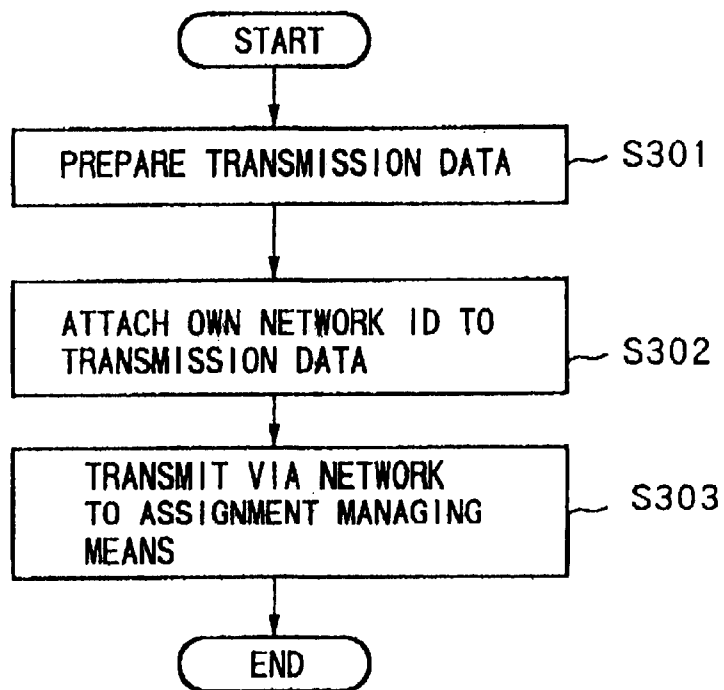 START
PREPARE TRANSMISSION DATA
S301
ATTACH OWN NETWORK ID TO
TRANSMISSION DATA
S302
TRANSMIT VIA NETWORK
TO ASSIGNMENT MANAGING
MEANS
S303
END